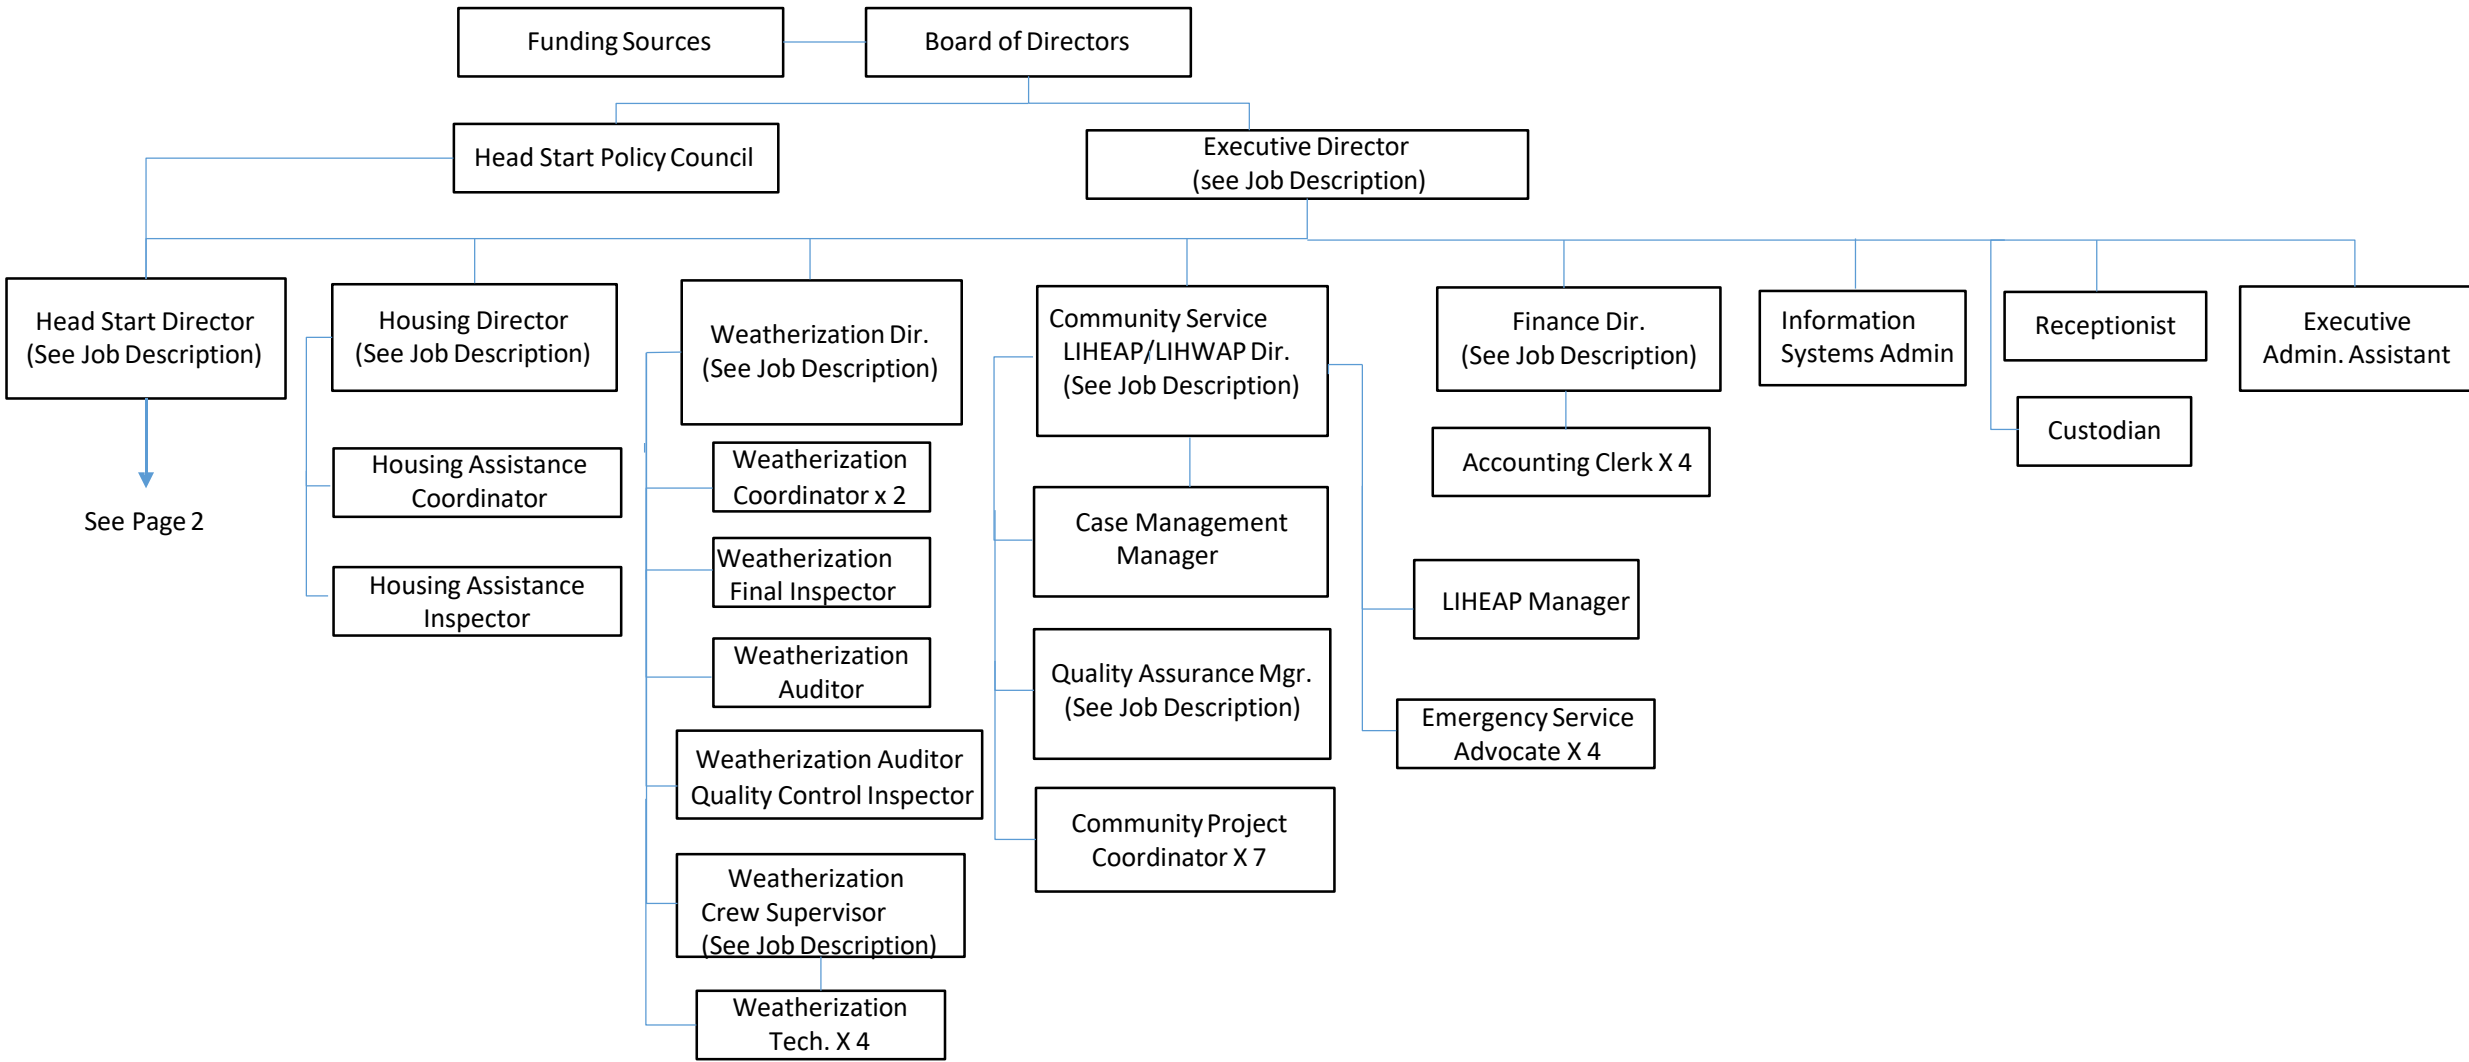 Funding Sources
Board of Directors
Head Start Policy Council
Executive Director
(see Job Description)
Head Start Director
(See Job Description)
Housing Director
(See Job Description)
Weatherization Dir.
(See Job Description)
Community Service
LIHEAP/LIHWAP Dir.
(See Job Description)
Finance Dir.
(See Job Description)
Information
Systems Admin
Receptionist
Executive
Admin. Assistant
Custodian
See Page 2
Housing Assistance
Coordinator
Housing Assistance
Inspector
Weatherization
Coordinator x 2
Weatherization
Final Inspector
Weatherization
Auditor
Weatherization Auditor
Quality Control Inspector
Weatherization
Crew Supervisor
(See Job Description)
Weatherization
Tech. X 4
Case Management
Manager
Quality Assurance Mgr.
(See Job Description)
Community Project
Coordinator X 7
Accounting Clerk X 4
LIHEAP Manager
Emergency Service
Advocate X 4